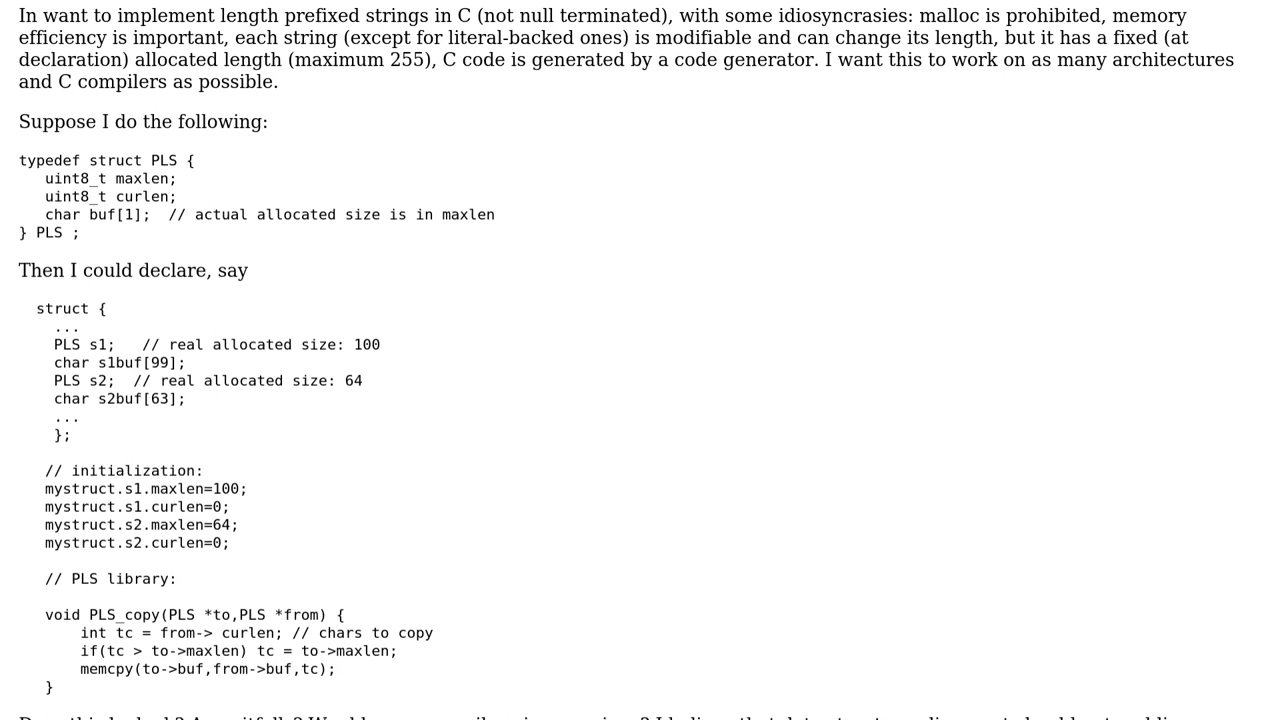 In want to implement length prefixed strings in C (not null terminated), with some idiosyncrasies: malloc is prohibited, memory
efficiency is important, each string (except for literal-backed ones) is modifiable and can change its length, but it has a fixed (at
declaration) allocated length (maximum 255), C code is generated by a code generator. I want this to work on as many architectures
and C compilers as possible.
Suppose I do the following:
typedef struct PLS {
   uint8_t maxlen;
   uint8_t curlen;
   char buf[1];  // actual allocated size is in maxlen
} PLS ;
Then I could declare, say
  struct {
    ...
    PLS s1;   // real allocated size: 100
    char s1buf[99];
    PLS s2;  // real allocated size: 64
    char s2buf[63];
    ...
    };
   // initialization:
   mystruct.s1.maxlen=100;
   mystruct.s1.curlen=0;
   mystruct.s2.maxlen=64;
   mystruct.s2.curlen=0;
   // PLS library:
   void PLS_copy(PLS *to,PLS *from) {
       int tc = from-> curlen; // chars to copy
       if(tc > to->maxlen) tc = to->maxlen;
       memcpy(to->buf,from->buf,tc);
   }